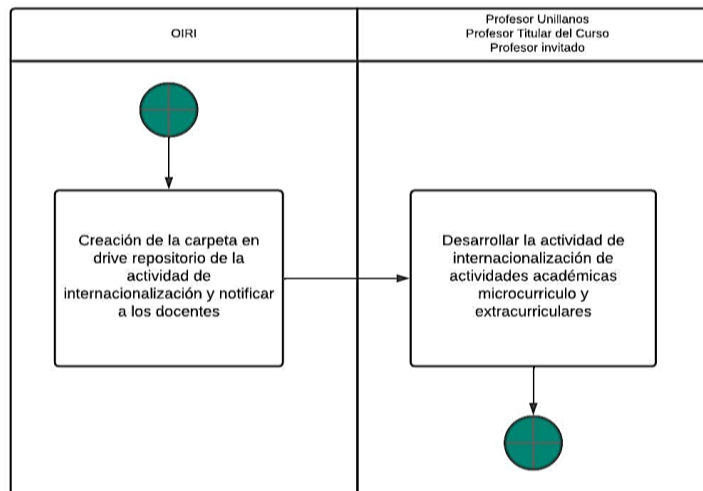 OIRI
Profesor Unillanos
Profesor Titular del Curso
Profesor invitado
Creación de la carpeta en
drive repositorio de la
actividad de
internacionalización y notificar
a los docentes
Desarrollar la actividad de
internacionalización de
actividades académicas
microcurriculo y
extracurriculares